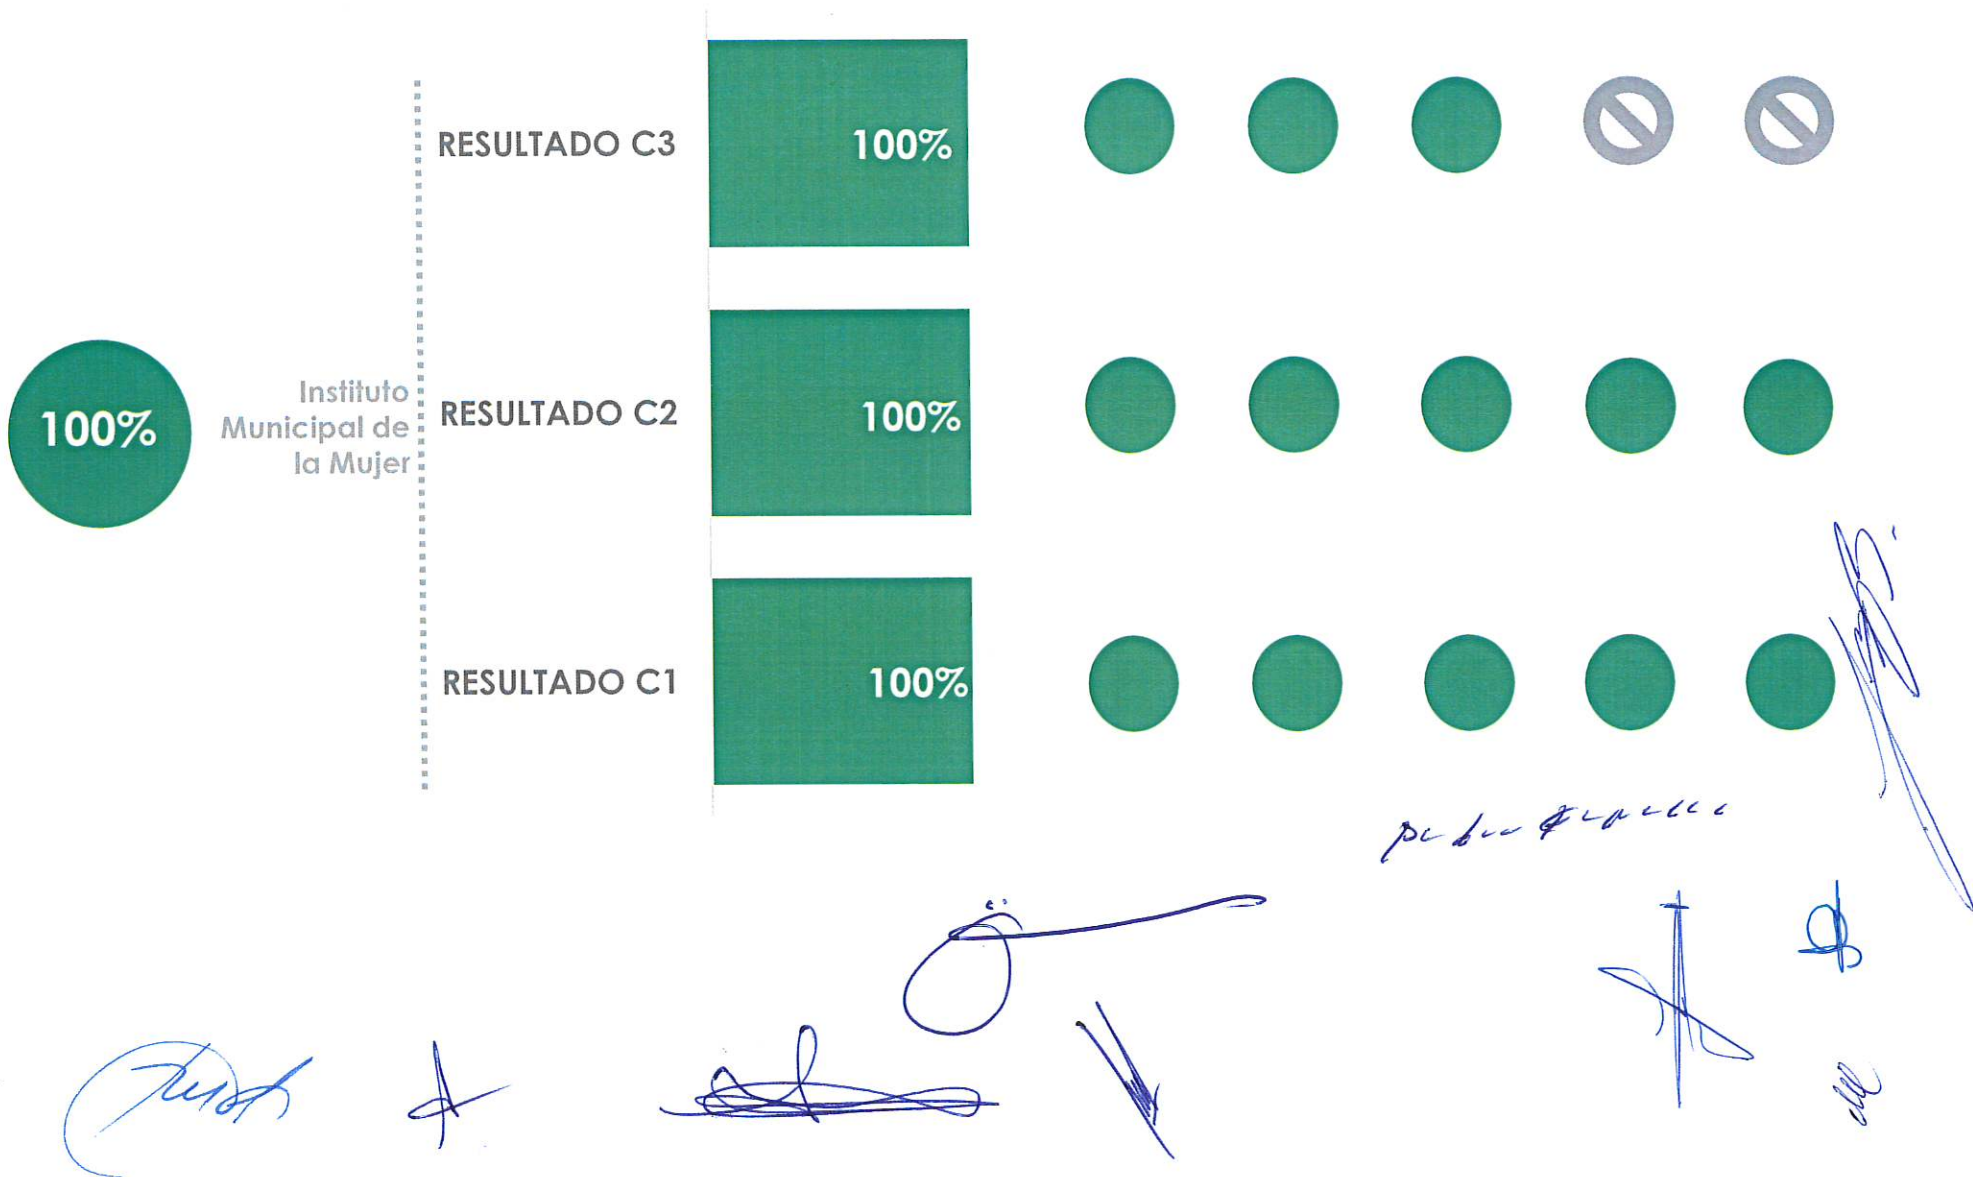 RESULTADO C3
100%
100%
Instituto
Municipal de
la Mujer
RESULTADO C2
100%
RESULTADO C1
100%